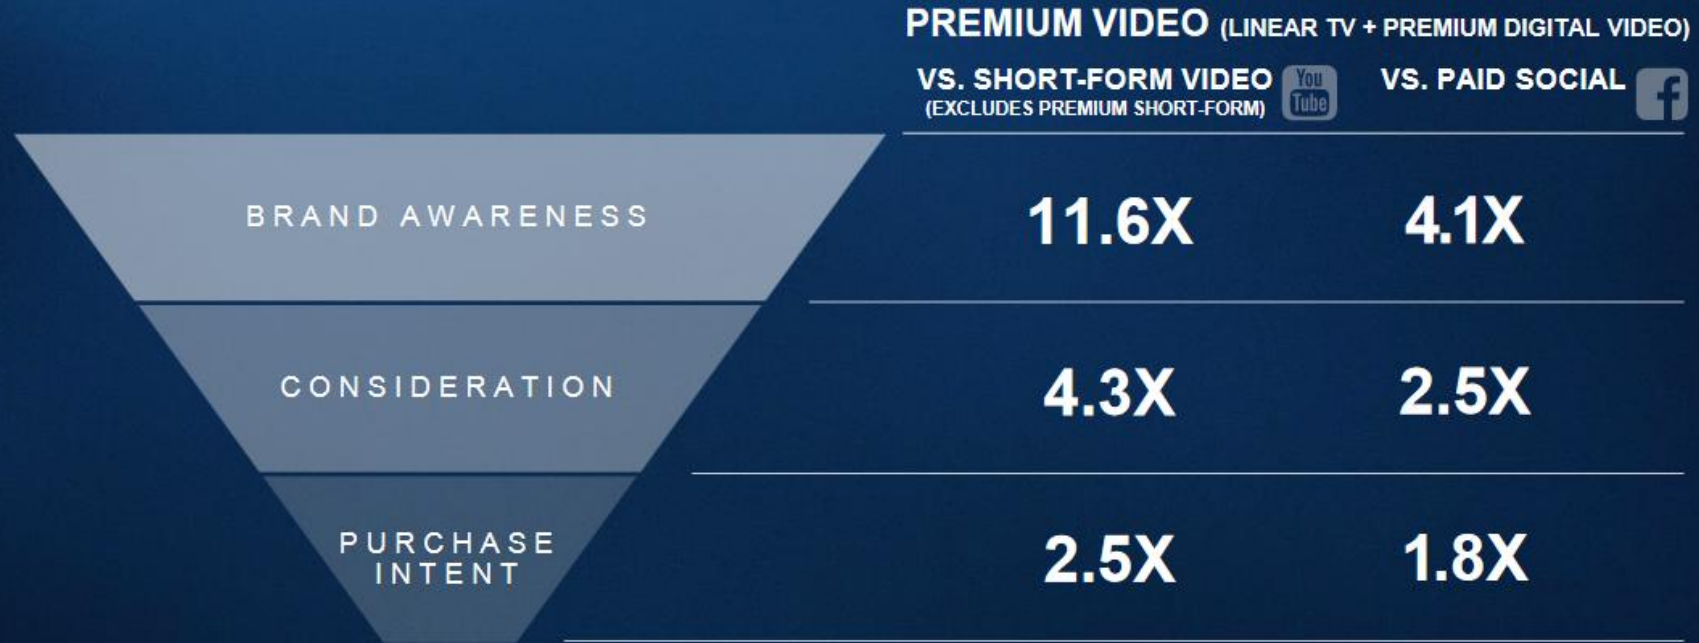 PREMIUM VIDEO (LINEAR TV + PREMIUM DIGITAL VIDEO)
VS. SHORT-FORM VIDEO
(EXCLUDES PREMIUM SHORT-FORM)
You
Tube
VS. PAID SOCIAL
f
BRAND AWARENESS
11.6X
4.1X
CONSIDERATION
4.3X
2.5X
PURCHASE
INTENT
2.5X
1.8X